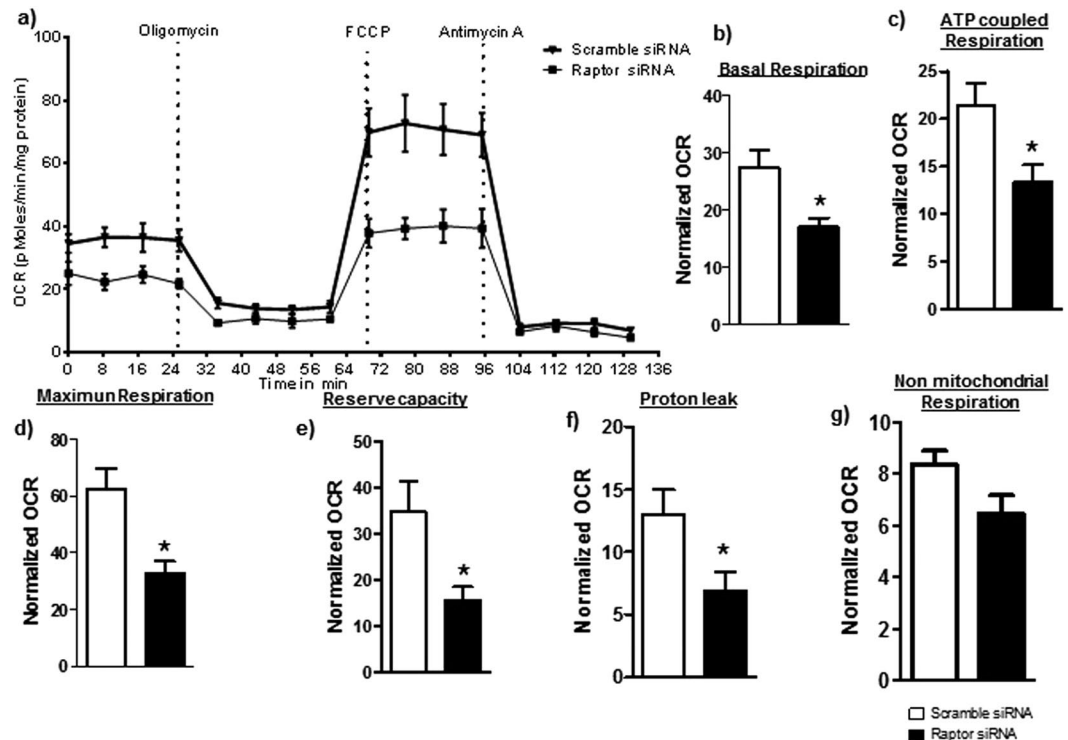 a)
Oligomycin
FCCP
Antimycin A
Scramble siRNA
Raptor siRNA
OCR (p Moles/min/mg protein)
100
80
60
40
20
0
0 8 16 24 32 40 48 56 64 72 80 88 96 104 112 120 128 136
Time in min
b)
Basal Respiration
Normalized OCR
40
30
20
10
0
*
c)
ATP coupled
Respiration
Normalized OCR
25
20
15
10
5
0
*
d)
Maximun Respiration
Normalized OCR
80
60
40
20
0
*
e)
Reserve capacity
Normalized OCR
50
40
30
20
10
0
*
f)
Proton leak
Normalized OCR
20
15
10
5
0
*
g)
Non mitochondrial
Respiration
Normalized OCR
10
8
6
4
2
0
Scramble siRNA
Raptor siRNA